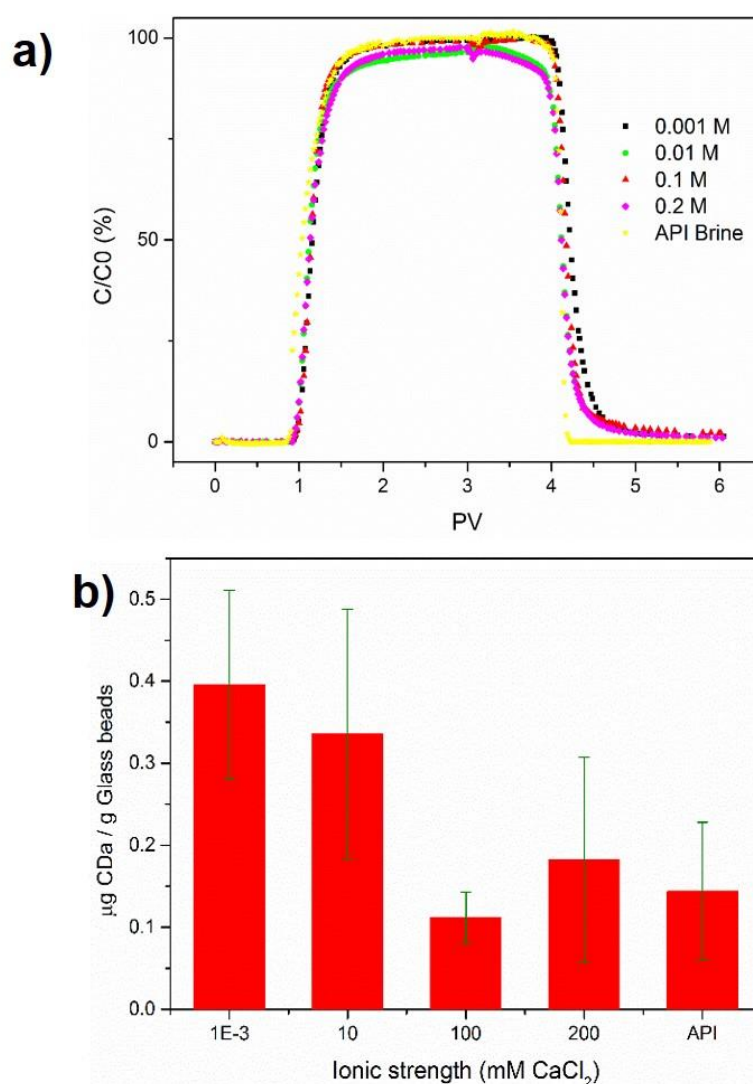 a)
100
50
0
C/C0 (%)
0.001 M
0.01 M
0.1 M
0.2 M
API Brine
0 1 2 3 4 5 6
PV
b)
0.5
0.4
0.3
0.2
0.1
0.0
μg CDa / g Glass beads
1E-3 10 100 200 API
Ionic strength (mM CaCl₂)